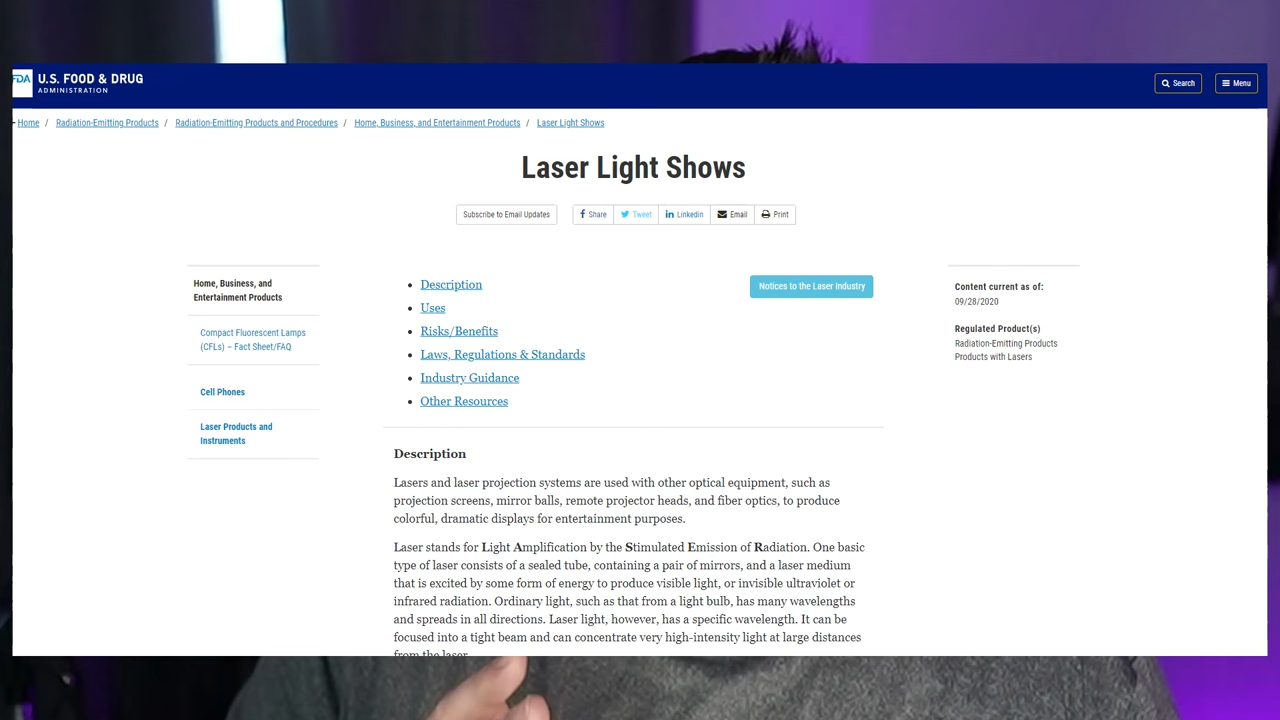 FDA U.S. FOOD & DRUG
ADMINISTRATION
Search
Menu
Home / Radiation-Emitting Products / Radiation-Emitting Products and Procedures / Home, Business, and Entertainment Products / Laser Light Shows
Laser Light Shows
Subscribe to Email Updates
Share
Tweet
Linkedin
Email
Print
Home, Business, and
Entertainment Products
Compact Fluorescent Lamps
(CFLs) – Fact Sheet/FAQ
Cell Phones
Laser Products and
Instruments
• Description
• Uses
• Risks/Benefits
• Laws, Regulations & Standards
• Industry Guidance
• Other Resources
Notices to the Laser Industry
Content current as of:
09/28/2020
Regulated Product(s)
Radiation-Emitting Products
Products with Lasers
Description
Lasers and laser projection systems are used with other optical equipment, such as
projection screens, mirror balls, remote projector heads, and fiber optics, to produce
colorful, dramatic displays for entertainment purposes.
Laser stands for Light Amplification by the Stimulated Emission of Radiation. One basic
type of laser consists of a sealed tube, containing a pair of mirrors, and a laser medium
that is excited by some form of energy to produce visible light, or invisible ultraviolet or
infrared radiation. Ordinary light, such as that from a light bulb, has many wavelengths
and spreads in all directions. Laser light, however, has a specific wavelength. It can be
focused into a tight beam and can concentrate very high-intensity light at large distances
from the laser.